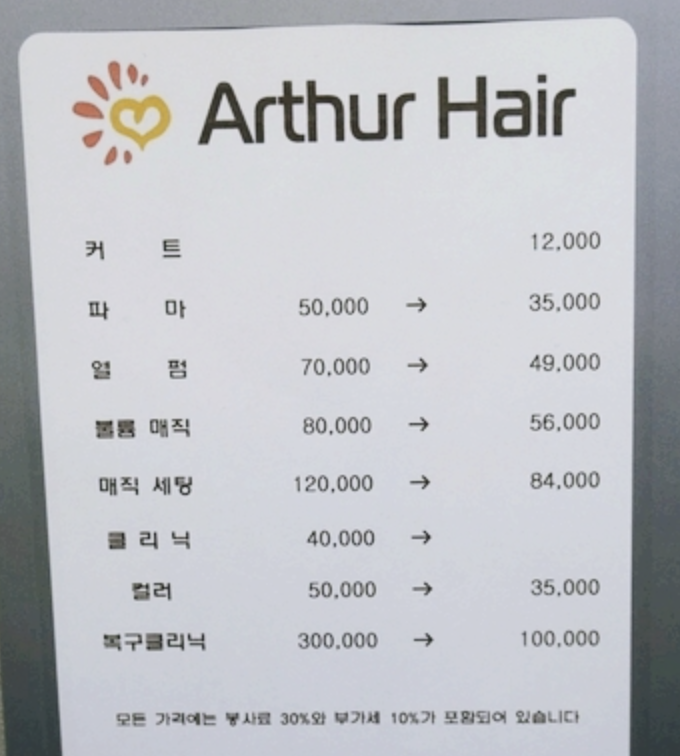 Arthur Hair
커 트 12,000
파 마 50,000 → 35,000
열 펌 70,000 → 49,000
볼륨 매직 80,000 → 56,000
매직 세팅 120,000 → 84,000
클 리 닉 40,000 →
컬러 50,000 → 35,000
복구클리닉 300,000 → 100,000
모든 가격에는 봉사료 30%와 부가세 10%가 포함되어 있습니다